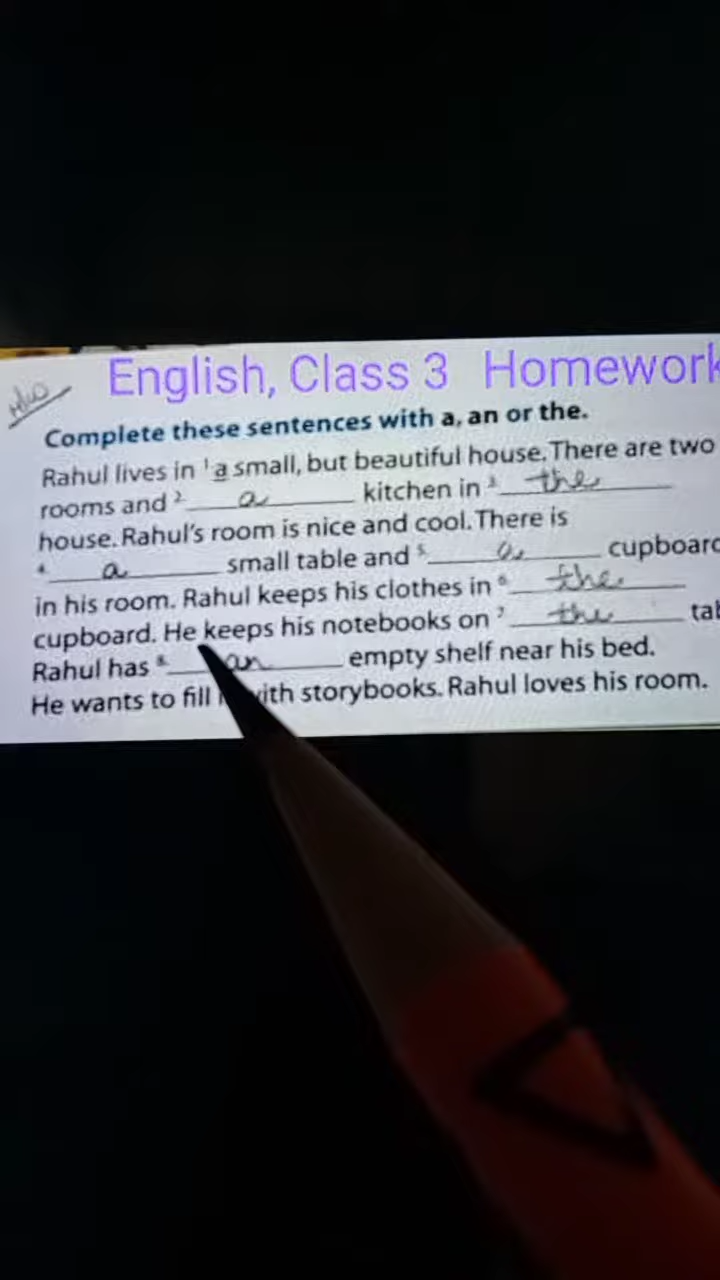 H/W
English, Class 3 Homework
Complete these sentences with a, an or the.
Rahul lives in 1 a small, but beautiful house. There are two
rooms and 2. a kitchen in 3. the
house. Rahul's room is nice and cool. There is
4. a small table and 5. a cupboard
in his room. Rahul keeps his clothes in 6. the
cupboard. He keeps his notebooks on 7. the
Rahul has 8. an empty shelf near his bed.
He wants to fill with storybooks. Rahul loves his room.